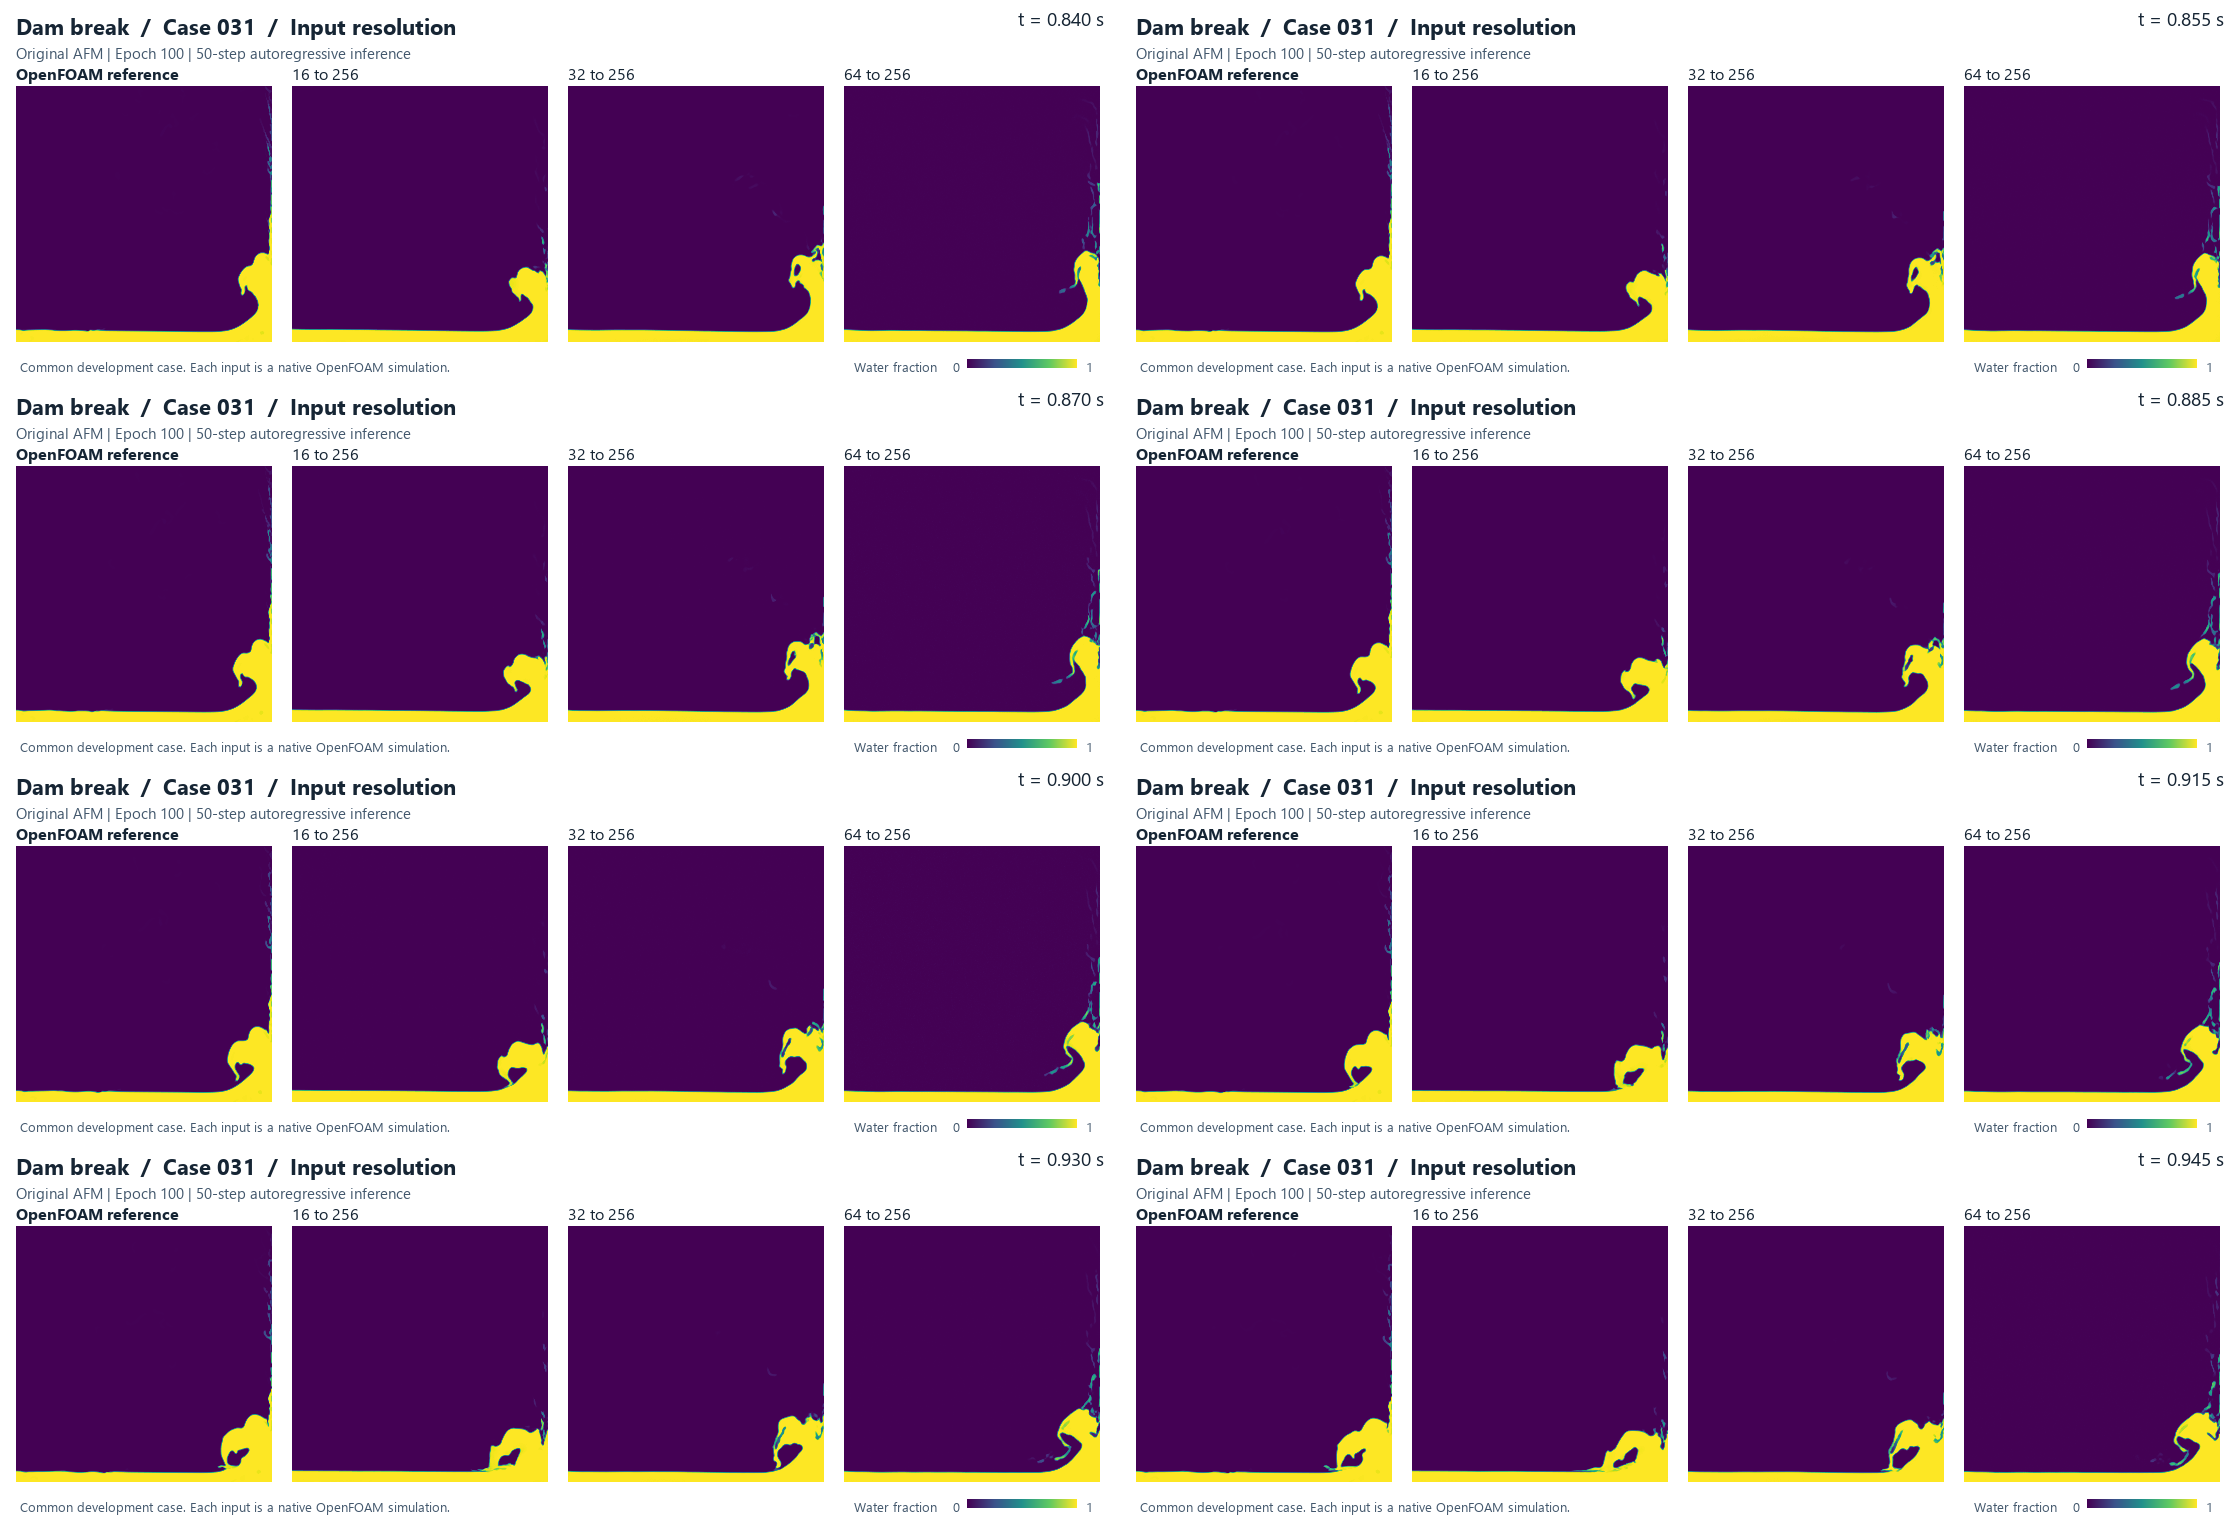 Dam break / Case 031 / Input resolution
t = 0.840 s
Original AFM | Epoch 100 | 50-step autoregressive inference
OpenFOAM reference
16 to 256
32 to 256
64 to 256
Common development case. Each input is a native OpenFOAM simulation.
Water fraction 0 1
Dam break / Case 031 / Input resolution
t = 0.855 s
Original AFM | Epoch 100 | 50-step autoregressive inference
OpenFOAM reference
16 to 256
32 to 256
64 to 256
Common development case. Each input is a native OpenFOAM simulation.
Water fraction 0 1
Dam break / Case 031 / Input resolution
t = 0.870 s
Original AFM | Epoch 100 | 50-step autoregressive inference
OpenFOAM reference
16 to 256
32 to 256
64 to 256
Common development case. Each input is a native OpenFOAM simulation.
Water fraction 0 1
Dam break / Case 031 / Input resolution
t = 0.885 s
Original AFM | Epoch 100 | 50-step autoregressive inference
OpenFOAM reference
16 to 256
32 to 256
64 to 256
Common development case. Each input is a native OpenFOAM simulation.
Water fraction 0 1
Dam break / Case 031 / Input resolution
t = 0.900 s
Original AFM | Epoch 100 | 50-step autoregressive inference
OpenFOAM reference
16 to 256
32 to 256
64 to 256
Common development case. Each input is a native OpenFOAM simulation.
Water fraction 0 1
Dam break / Case 031 / Input resolution
t = 0.915 s
Original AFM | Epoch 100 | 50-step autoregressive inference
OpenFOAM reference
16 to 256
32 to 256
64 to 256
Common development case. Each input is a native OpenFOAM simulation.
Water fraction 0 1
Dam break / Case 031 / Input resolution
t = 0.930 s
Original AFM | Epoch 100 | 50-step autoregressive inference
OpenFOAM reference
16 to 256
32 to 256
64 to 256
Common development case. Each input is a native OpenFOAM simulation.
Water fraction 0 1
Dam break / Case 031 / Input resolution
t = 0.945 s
Original AFM | Epoch 100 | 50-step autoregressive inference
OpenFOAM reference
16 to 256
32 to 256
64 to 256
Common development case. Each input is a native OpenFOAM simulation.
Water fraction 0 1